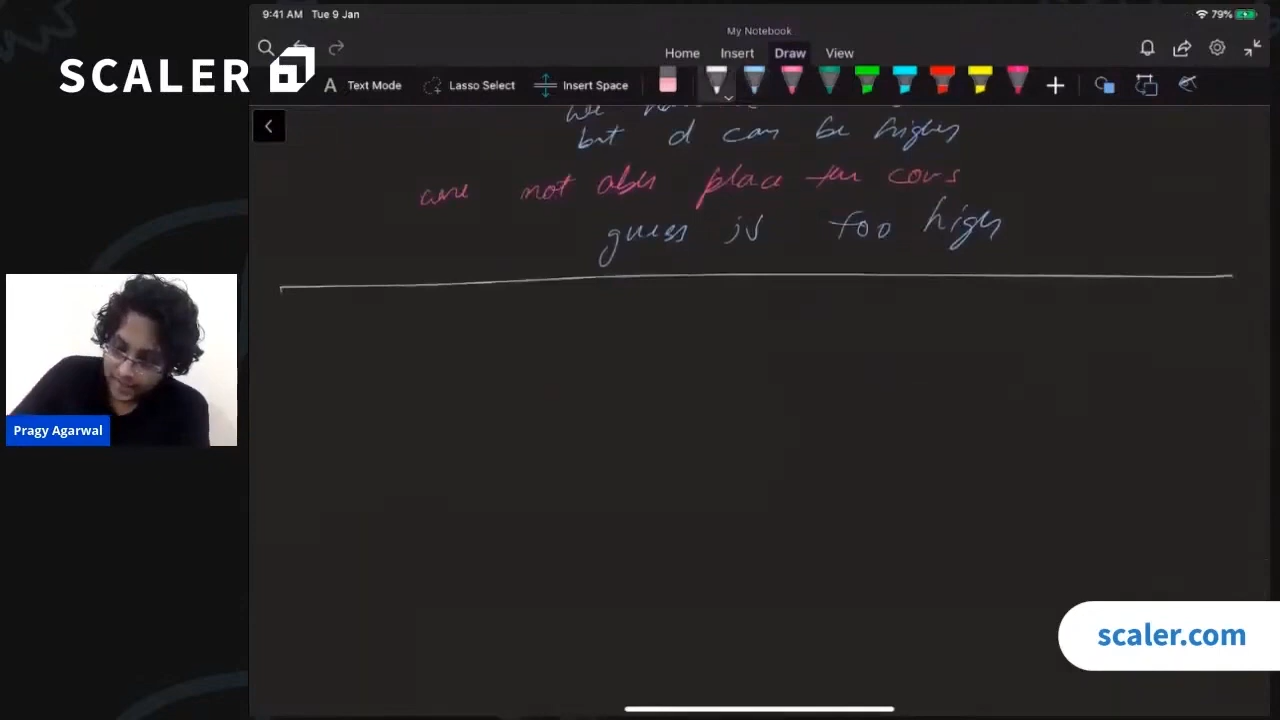 9:41 AM Tue 9 Jan
79%
My Notebook
SCALER
Home Insert Draw View
Text Mode Lasso Select Insert Space
we
but d can be higher
are not able place the cows
guess is too high
Pragy Agarwal
scaler.com